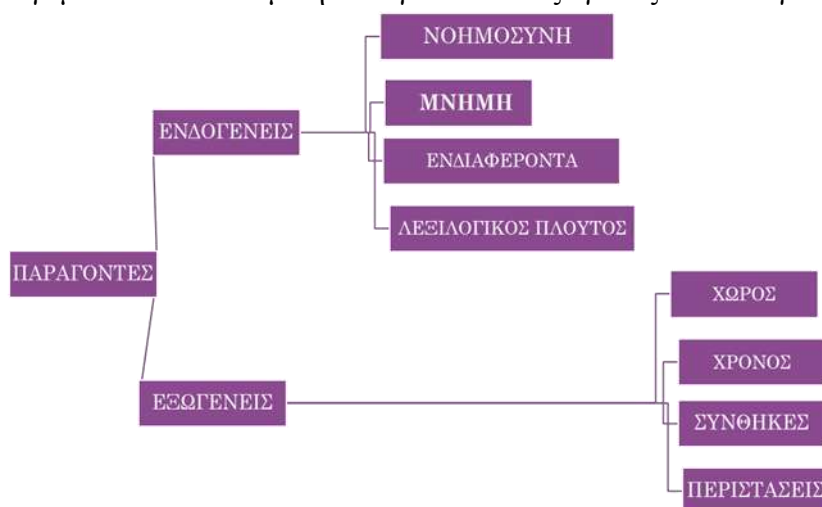 ΠΑΡΑΓΟΝΤΕΣ
ΕΝΔΟΓΕΝΕΙΣ
ΝΟΗΜΟΣΥΝΗ
ΜΝΗΜΗ
ΕΝΔΙΑΦΕΡΟΝΤΑ
ΛΕΞΙΛΟΓΙΚΟΣ ΠΛΟΥΤΟΣ
ΕΞΩΓΕΝΕΙΣ
ΧΩΡΟΣ
ΧΡΟΝΟΣ
ΣΥΝΘΗΚΕΣ
ΠΕΡΙΣΤΑΣΕΙΣ